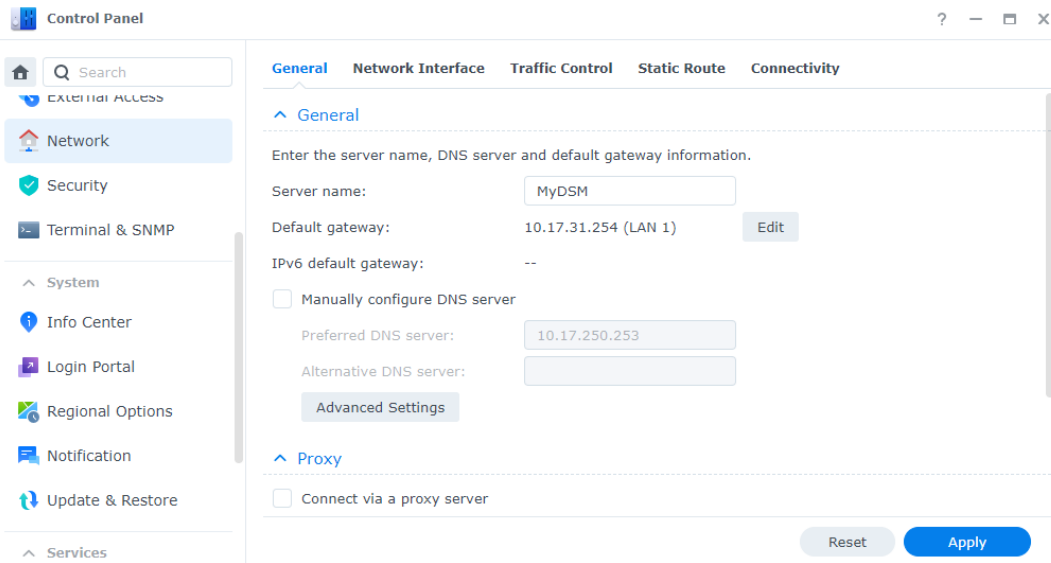 Control Panel
?
Search
External Access
Network
Security
Terminal & SNMP
System
Info Center
Login Portal
Regional Options
Notification
Update & Restore
Services
General Network Interface Traffic Control Static Route Connectivity
General
Enter the server name, DNS server and default gateway information.
Server name: MyDSM
Default gateway: 10.17.31.254 (LAN 1) Edit
IPv6 default gateway: --
Manually configure DNS server
Preferred DNS server: 10.17.250.253
Alternative DNS server:
Advanced Settings
Proxy
Connect via a proxy server
Reset Apply